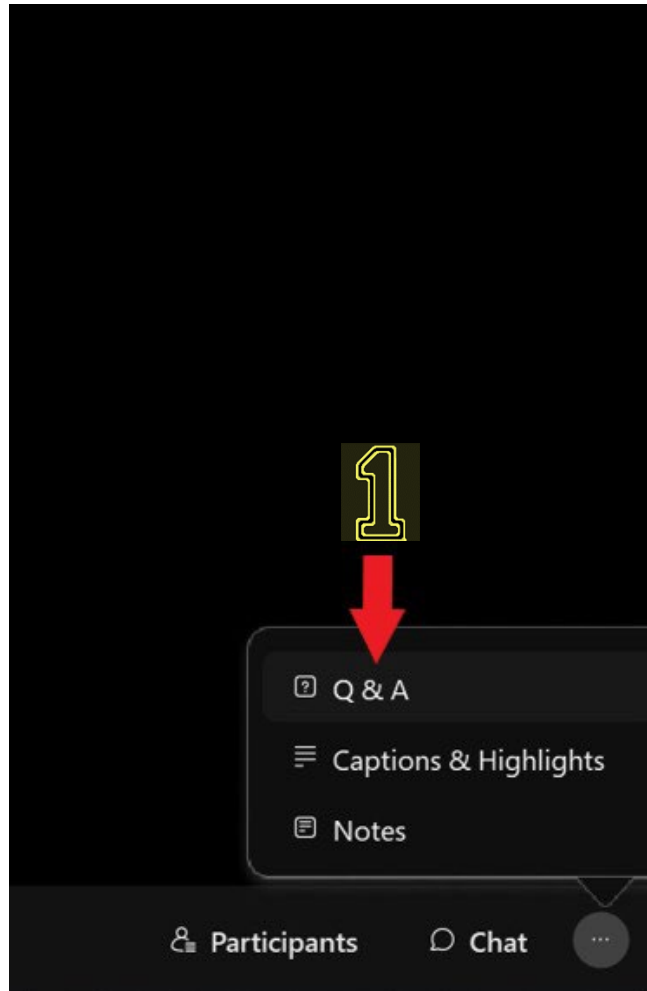 1
Q & A
Captions & Highlights
Notes
Participants Chat ...